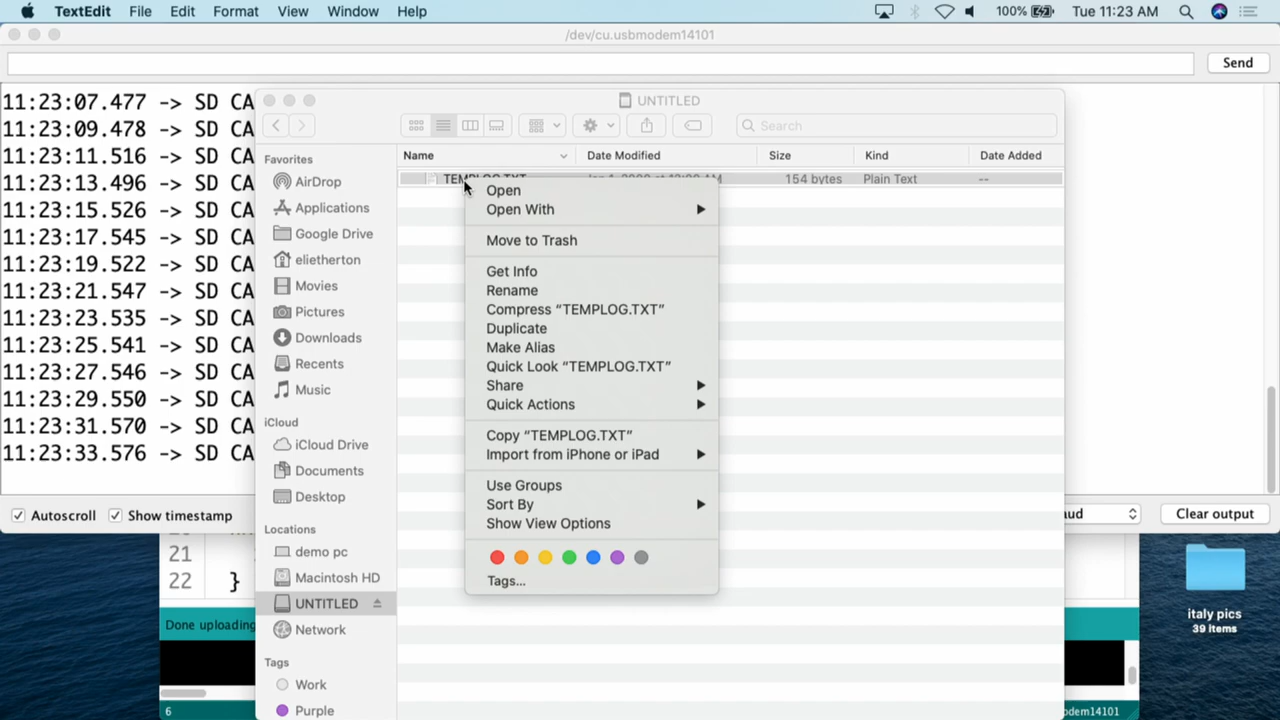 TextEdit File Edit Format View Window Help 100% Tue 11:23 AM
/dev/cu.usbmodem14101
Send
11:23:07.477 -> SD CA
11:23:09.478 -> SD CA
11:23:11.516 -> SD CA
11:23:13.496 -> SD CA
11:23:15.526 -> SD CA
11:23:17.545 -> SD CA
11:23:19.522 -> SD CA
11:23:21.547 -> SD CA
11:23:23.535 -> SD CA
11:23:25.541 -> SD CA
11:23:27.546 -> SD CA
11:23:29.550 -> SD CA
11:23:31.570 -> SD CA
11:23:33.576 -> SD CA
Autoscroll Show timestamp
aud
Clear output
UNTITLED
Search
Favorites
AirDrop
Applications
Google Drive
elietherton
Movies
Pictures
Downloads
Recents
Music
iCloud
iCloud Drive
Documents
Desktop
Locations
demo pc
Macintosh HD
UNTITLED
Network
Tags
Work
Purple
Name Date Modified Size Kind Date Added
TEMPLOG.TXT 154 bytes Plain Text --
Open
Open With
Move to Trash
Get Info
Rename
Compress “TEMPLOG.TXT”
Duplicate
Make Alias
Quick Look “TEMPLOG.TXT”
Share
Quick Actions
Copy “TEMPLOG.TXT”
Import from iPhone or iPad
Use Groups
Sort By
Show View Options
Tags...
21
22 }
Done uploading
6
odem14101
italy pics
39 items